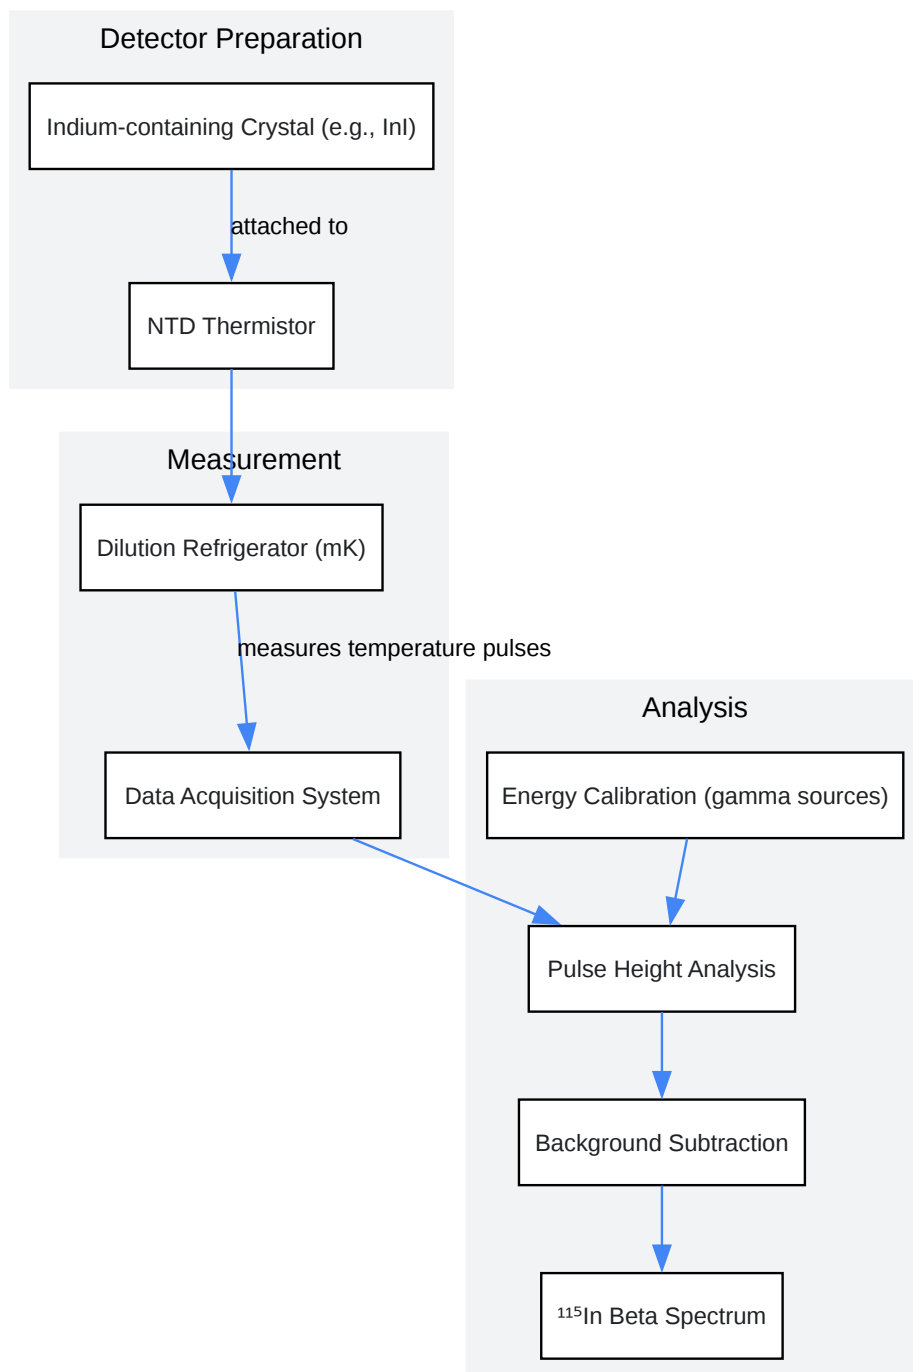 Detector Preparation
Indium-containing Crystal (e.g., InI)
attached to
NTD Thermistor
Measurement
Dilution Refrigerator (mK)
measures temperature pulses
Data Acquisition System
Analysis
Energy Calibration (gamma sources)
Pulse Height Analysis
Background Subtraction
¹¹⁵In Beta Spectrum